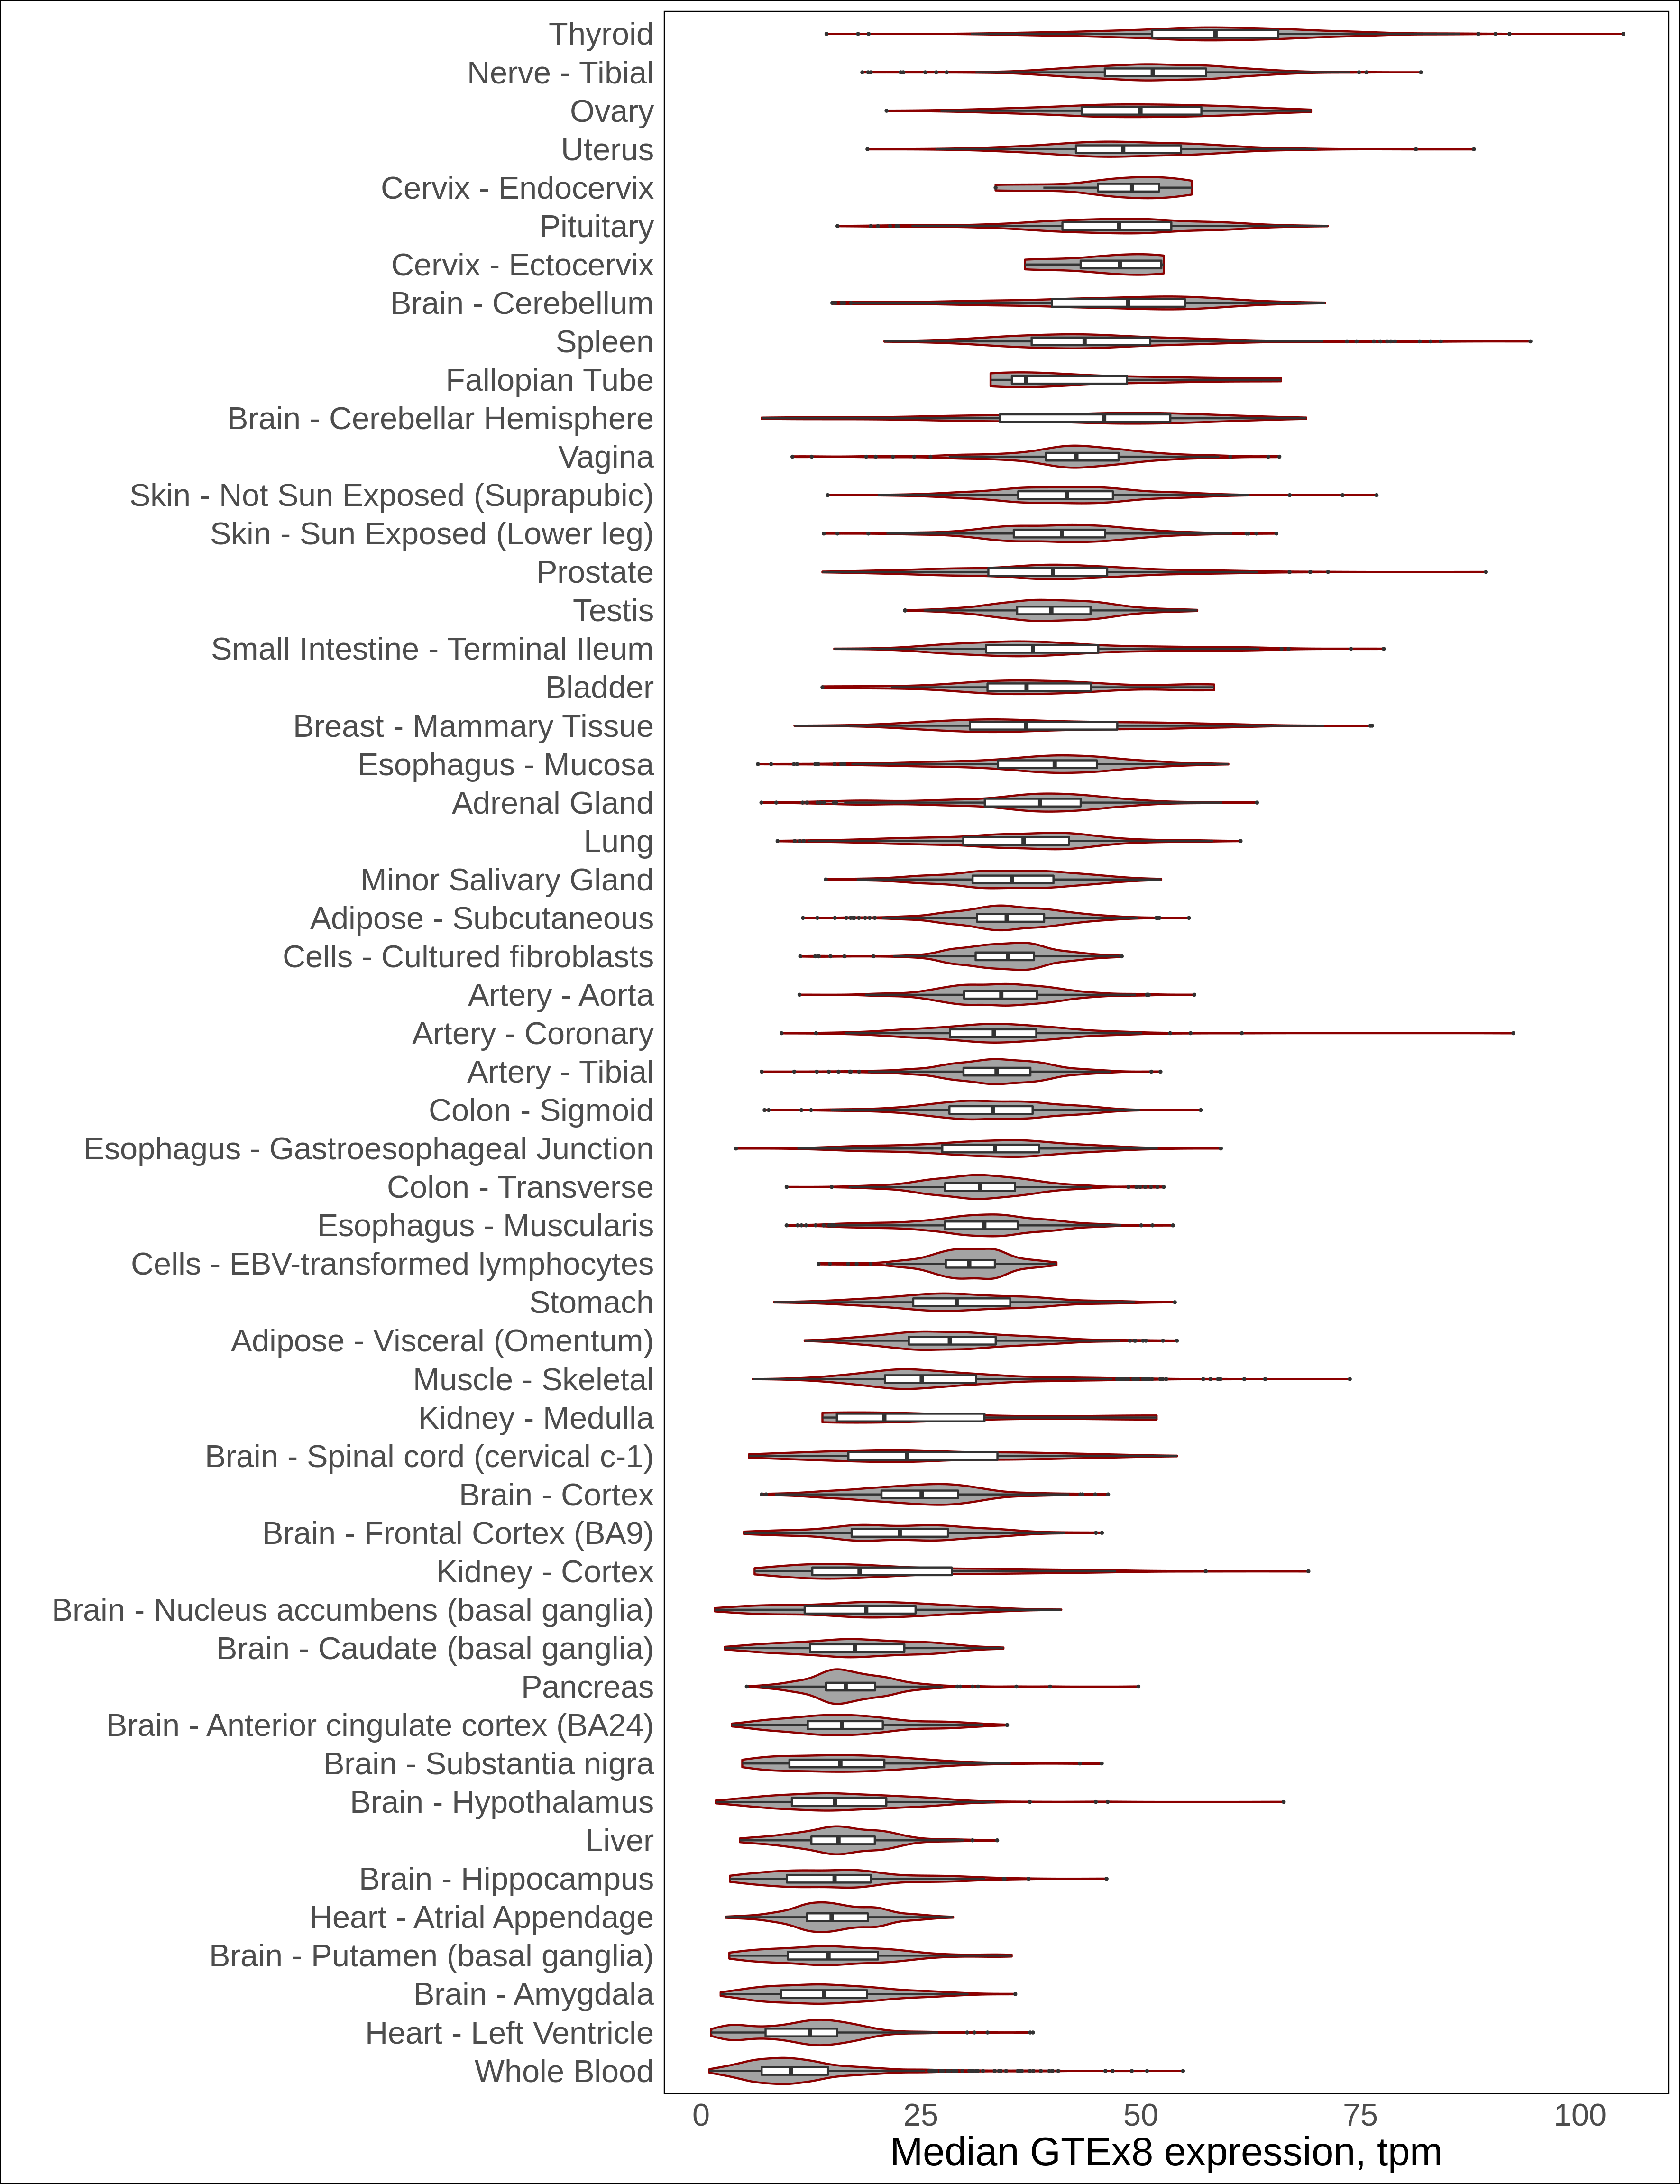 Thyroid
Nerve - Tibial
Ovary
Uterus
Cervix - Endocervix
Pituitary
Cervix - Ectocervix
Brain - Cerebellum
Spleen
Fallopian Tube
Brain - Cerebellar Hemisphere
Vagina
Skin - Not Sun Exposed (Suprapubic)
Skin - Sun Exposed (Lower leg)
Prostate
Testis
Small Intestine - Terminal Ileum
Bladder
Breast - Mammary Tissue
Esophagus - Mucosa
Adrenal Gland
Lung
Minor Salivary Gland
Adipose - Subcutaneous
Cells - Cultured fibroblasts
Artery - Aorta
Artery - Coronary
Artery - Tibial
Colon - Sigmoid
Esophagus - Gastroesophageal Junction
Colon - Transverse
Esophagus - Muscularis
Cells - EBV-transformed lymphocytes
Stomach
Adipose - Visceral (Omentum)
Muscle - Skeletal
Kidney - Medulla
Brain - Spinal cord (cervical c-1)
Brain - Cortex
Brain - Frontal Cortex (BA9)
Kidney - Cortex
Brain - Nucleus accumbens (basal ganglia)
Brain - Caudate (basal ganglia)
Pancreas
Brain - Anterior cingulate cortex (BA24)
Brain - Substantia nigra
Brain - Hypothalamus
Liver
Brain - Hippocampus
Heart - Atrial Appendage
Brain - Putamen (basal ganglia)
Brain - Amygdala
Heart - Left Ventricle
Whole Blood
0 25 50 75 100
Median GTEx8 expression, tpm